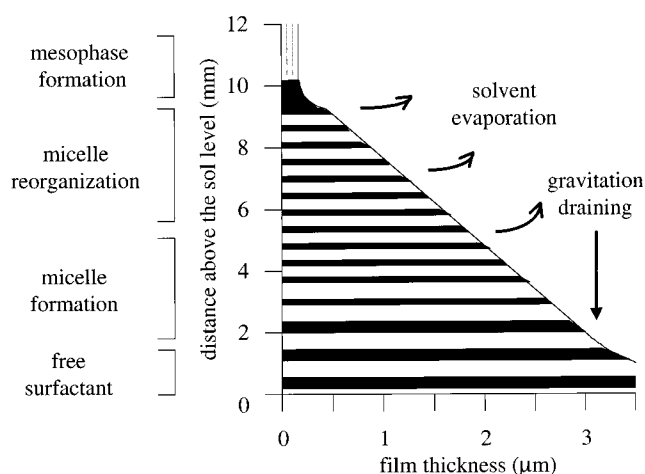 mesophase
formation
micelle
reorganization
micelle
formation
free
surfactant
distance above the sol level (mm)
12
10
8
6
4
2
0
solvent
evaporation
gravitation
draining
0
1
2
3
film thickness (μm)